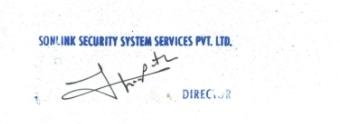 SONLINK SECURITY SYSTEM SERVICES PVT. LTD.
DIRECTOR